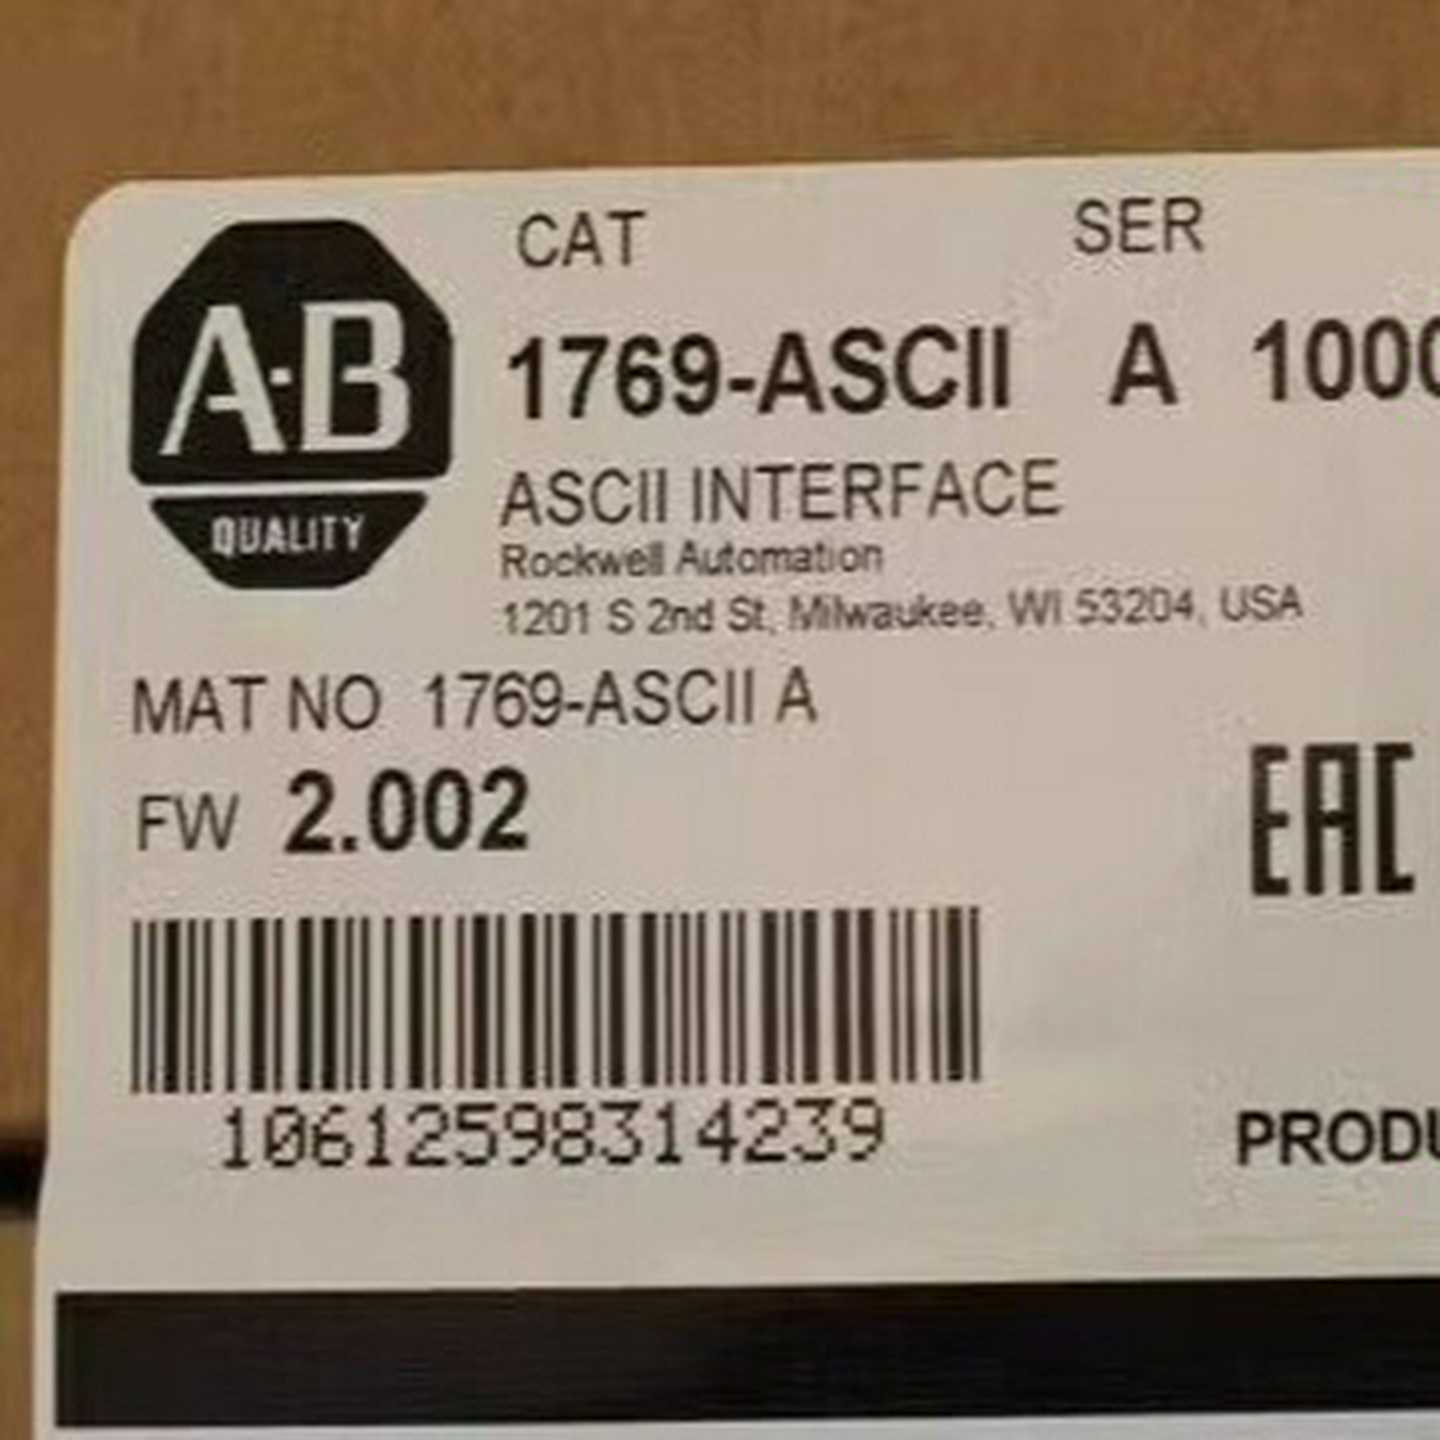 CAT SER
A-B
QUALITY
1769-ASCII A 1000
ASCII INTERFACE
Rockwell Automation
1201 S 2nd St, Milwaukee, WI 53204, USA
MAT NO 1769-ASCII A
FW 2.002
EAC
10612598314239
PRODU